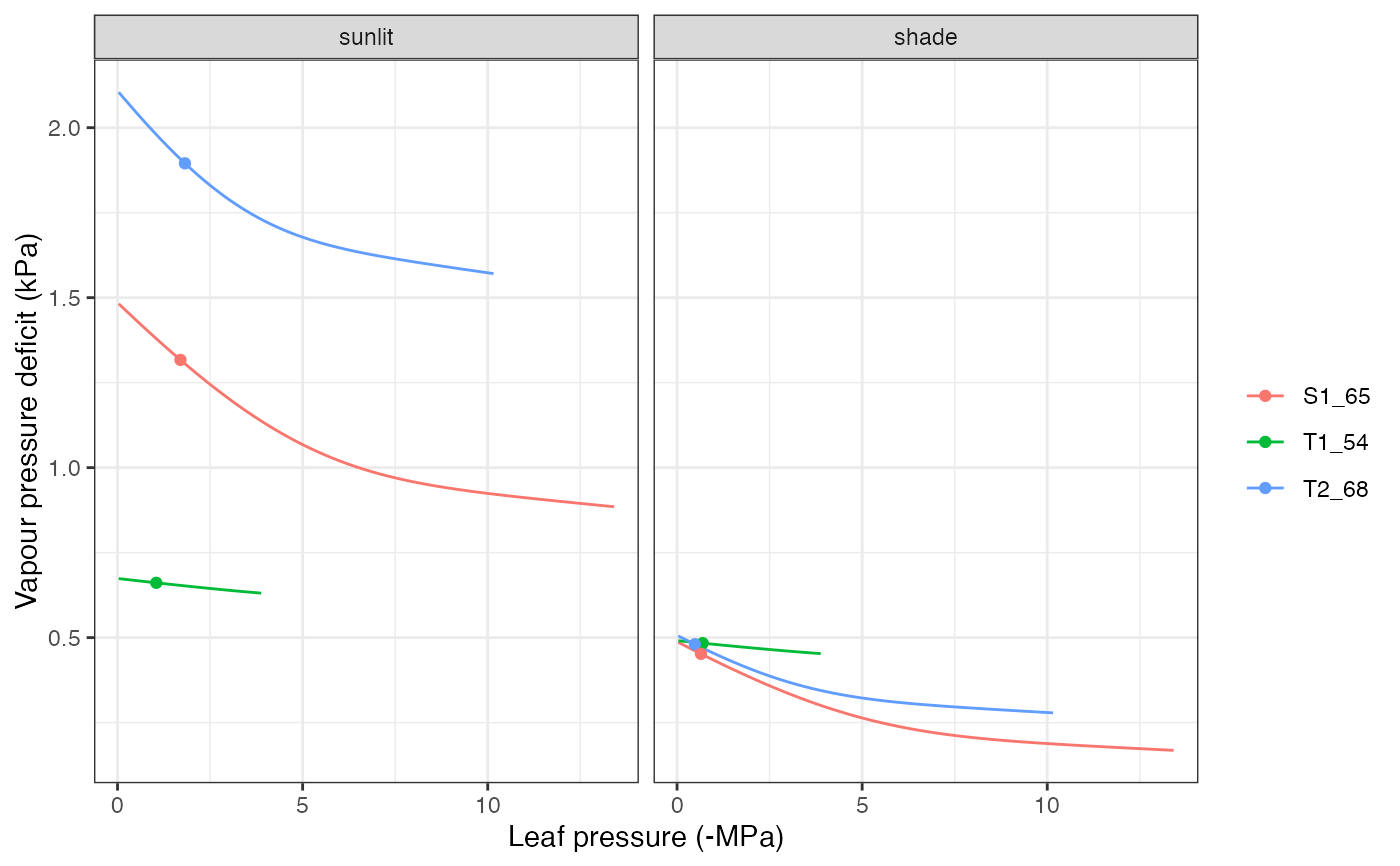 sunlit
shade
Vapour pressure deficit (kPa)
2.0
1.5
1.0
0.5
0 5 10
0 5 10
Leaf pressure (-MPa)
S1_65
T1_54
T2_68